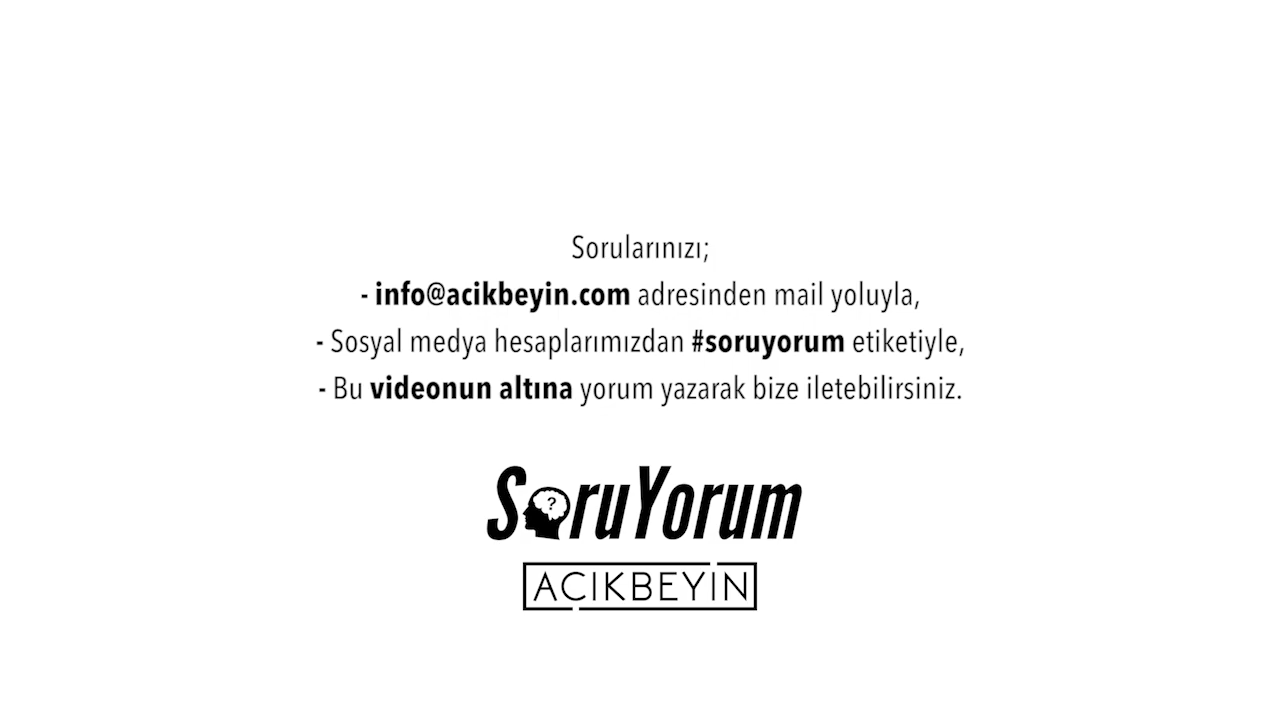 Sorularınızı;
- info@acikbeyin.com adresinden mail yoluyla,
- Sosyal medya hesaplarımızdan #soruyorum etiketiyle,
- Bu videonun altına yorum yazarak bize iletebilirsiniz.
SoruYorum
AÇIKBEYİN